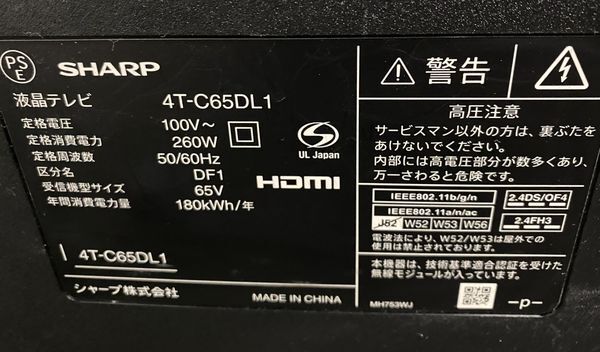 PS E SHARP
液晶テレビ 4T-C65DL1
定格電圧 100V～
定格消費電力 260W
定格周波数 50/60Hz
区分名 DF1
受信機型サイズ 65V
年間消費電力量 180kWh/年
UL Japan
HDMI
4T-C65DL1
シャープ株式会社 MADE IN CHINA
警告
高圧注意
サービスマン以外の方は、裏ぶたを
あけないでください。
内部には高電圧部分が数多くあり、
万一さわると危険です。
IEEE802.11b/g/n 2.4DS/OF4
IEEE802.11a/n/ac
J52 W52 W53 W56 2.4FH3
電波法により、W52/W53は屋外での
使用が禁止されております。
本機器は、技術基準適合認証を受けた
無線モジュールが入っています。
MH753WJ -p-